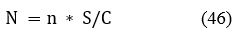 N = n * S/C (46)